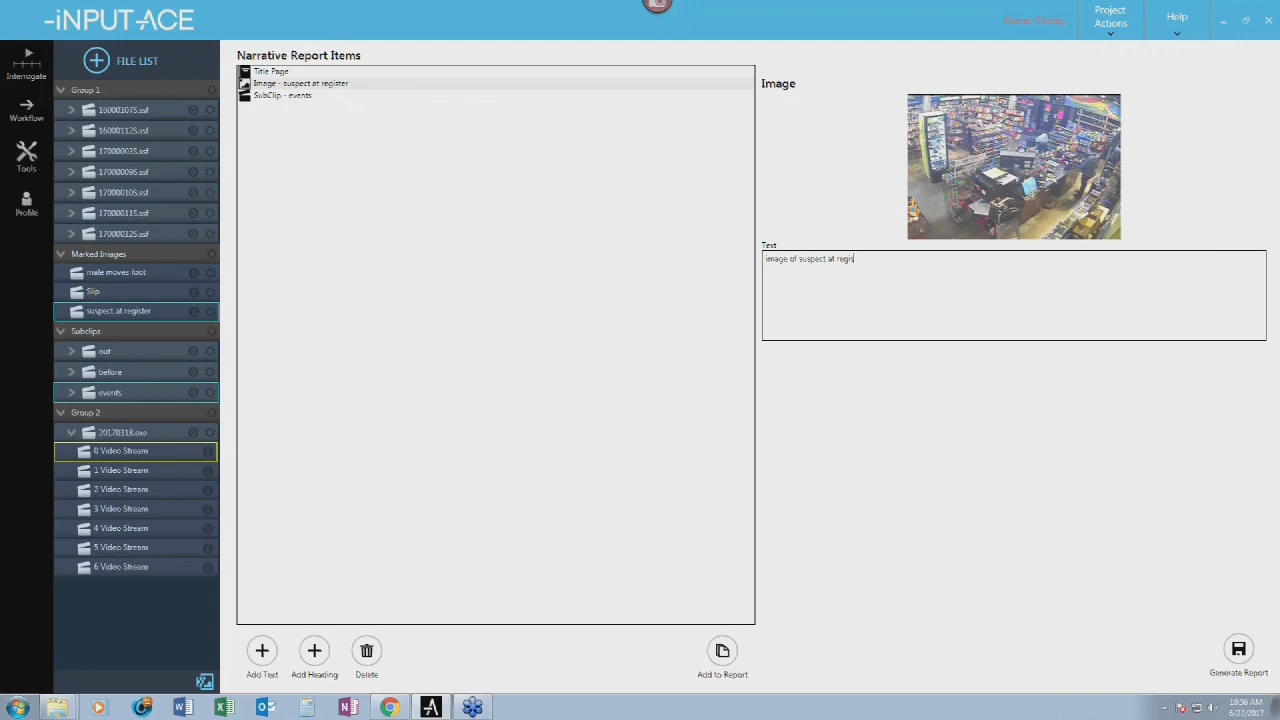 -iNPUT-ACE
Frame Timing
Project Actions
Help
Interrogate
Workflow
Tools
Profile
FILE LIST
Group 1
16000107S.ssf
16000112S.ssf
17000003S.ssf
17000009S.ssf
17000010S.ssf
17000011S.ssf
17000012S.ssf
Marked Images
male moves foot
Slip
suspect at register
Subclips
out
before
events
Group 2
20170318.exe
0 Video Stream
1 Video Stream
2 Video Stream
3 Video Stream
4 Video Stream
5 Video Stream
6 Video Stream
Narrative Report Items
Title Page
Image - suspect at register
SubClip - events
Add Text
Add Heading
Delete
Add to Report
Image
Text
image of suspect at regis
Generate Report
10:56 AM
6/22/2017